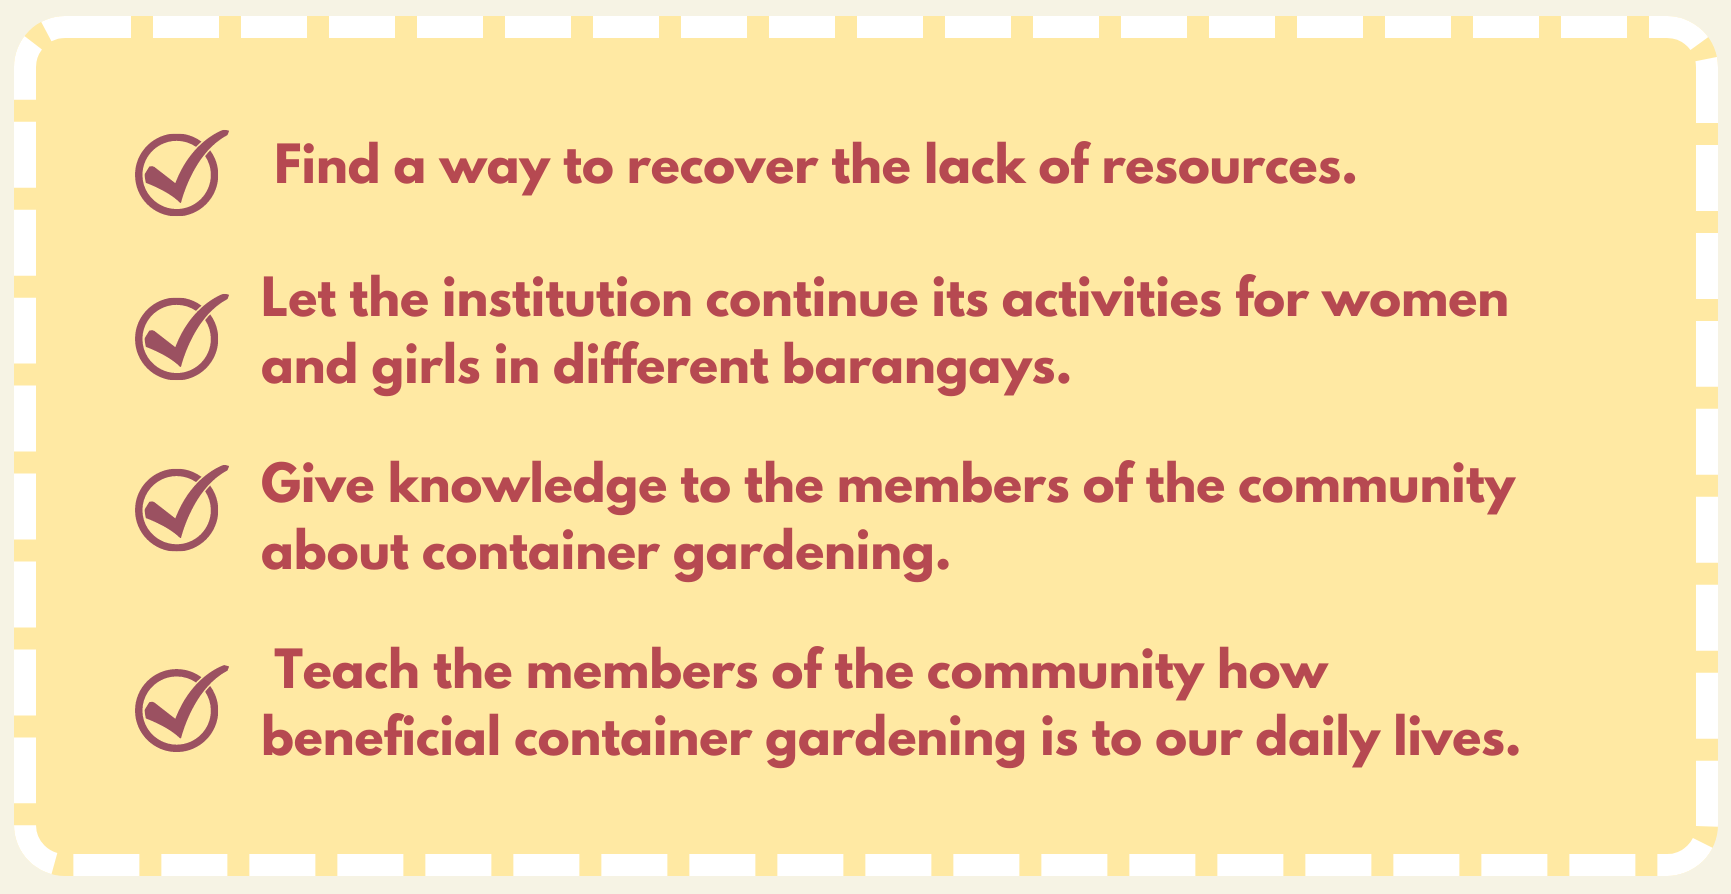 Find a way to recover the lack of resources.
Let the institution continue its activities for women
and girls in different barangays.
Give knowledge to the members of the community
about container gardening.
Teach the members of the community how
beneficial container gardening is to our daily lives.